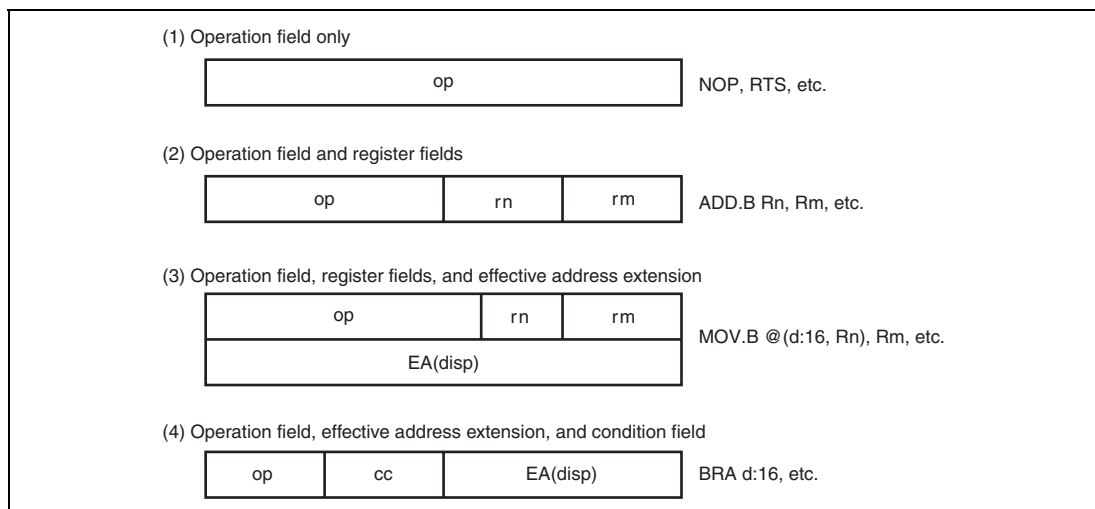 (1) Operation field only
op
NOP, RTS, etc.
(2) Operation field and register fields
op rn rm
ADD.B Rn, Rm, etc.
(3) Operation field, register fields, and effective address extension
op rn rm
EA(disp)
MOV.B @(d:16, Rn), Rm, etc.
(4) Operation field, effective address extension, and condition field
op cc EA(disp)
BRA d:16, etc.